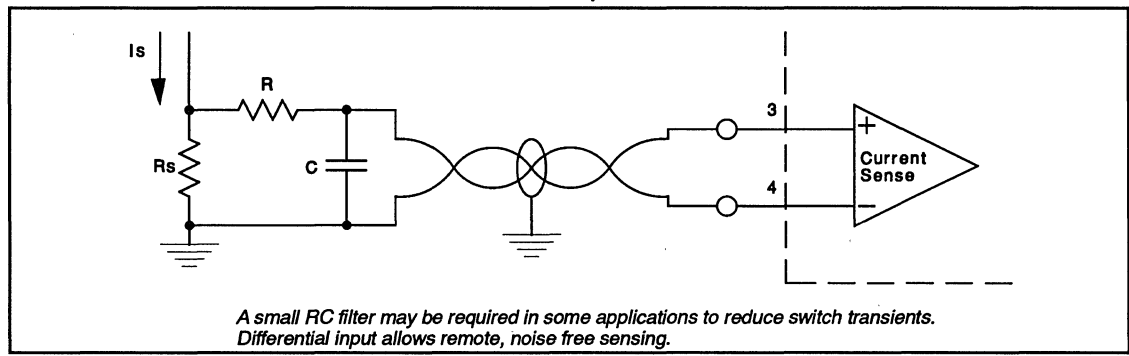 Is
R
Rs
C
3
4
+
Current
Sense
−
A small RC filter may be required in some applications to reduce switch transients.
Differential input allows remote, noise free sensing.